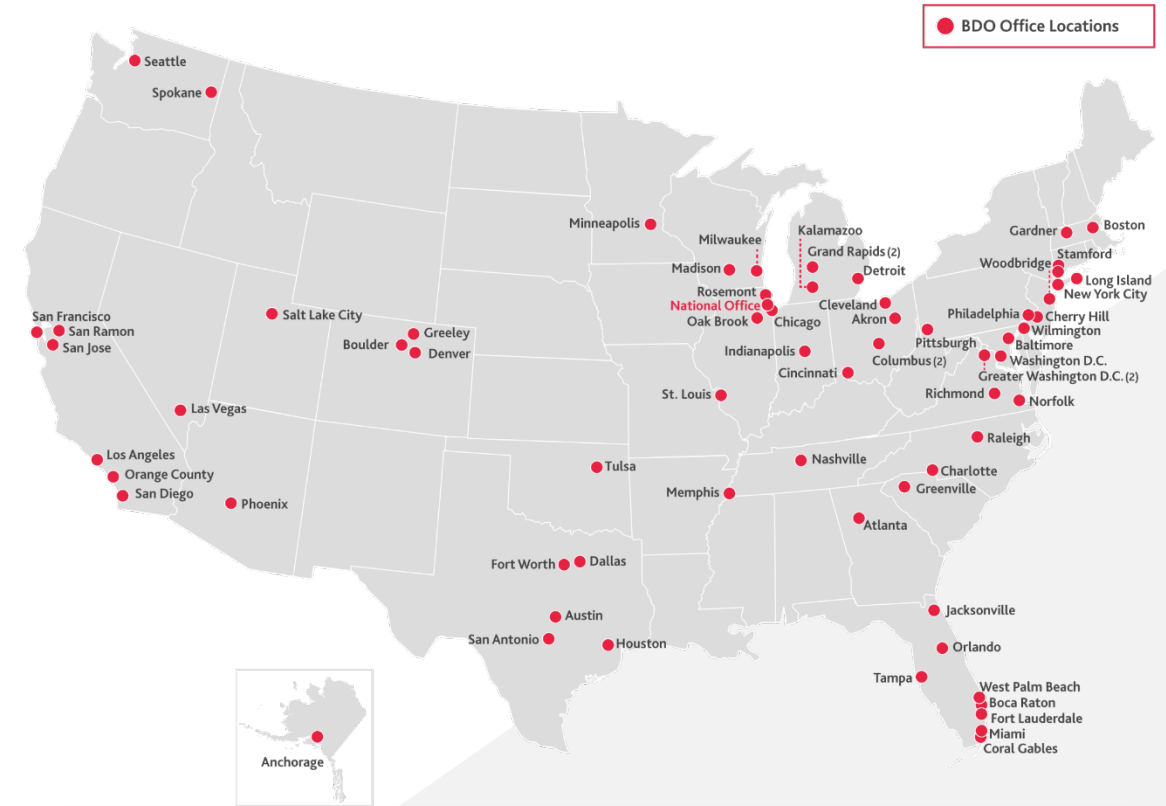 BDO Office Locations
Seattle
Spokane
Minneapolis
Milwaukee
Kalamazoo
Grand Rapids (2)
Detroit
Madison
Rosemont
National Office
Oak Brook
Chicago
Cleveland
Akron
Gardner
Boston
Stamford
Woodbridge
Long Island
New York City
Philadelphia
Cherry Hill
Wilmington
Pittsburgh
Baltimore
Washington D.C.
Greater Washington D.C. (2)
Columbus (2)
Indianapolis
Cincinnati
Richmond
Norfolk
San Francisco
San Ramon
San Jose
Salt Lake City
Greeley
Boulder
Denver
St. Louis
Las Vegas
Los Angeles
Orange County
San Diego
Phoenix
Tulsa
Nashville
Memphis
Raleigh
Charlotte
Greenville
Atlanta
Fort Worth
Dallas
Austin
San Antonio
Houston
Jacksonville
Orlando
Tampa
West Palm Beach
Boca Raton
Fort Lauderdale
Miami
Coral Gables
Anchorage